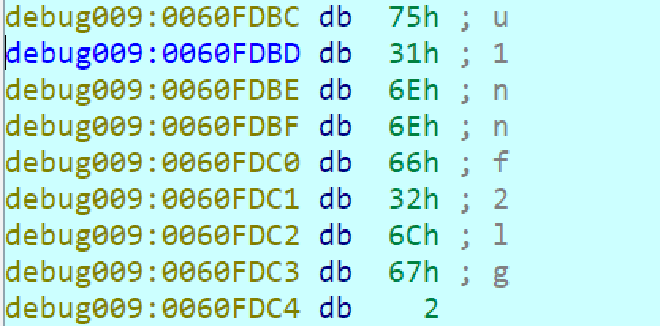 debug009:0060FDBC db 75h ; u
debug009:0060FDBD db 31h ; 1
debug009:0060FDBE db 6Eh ; n
debug009:0060FDBF db 6Eh ; n
debug009:0060FDC0 db 66h ; f
debug009:0060FDC1 db 32h ; 2
debug009:0060FDC2 db 6Ch ; l
debug009:0060FDC3 db 67h ; g
debug009:0060FDC4 db 2